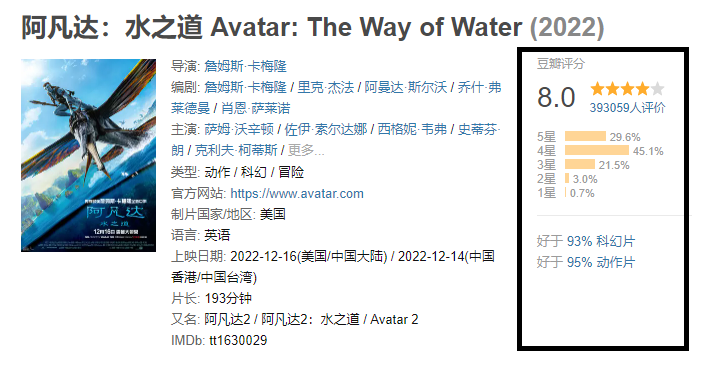 阿凡达：水之道 Avatar: The Way of Water (2022)
导演: 詹姆斯·卡梅隆
编剧: 詹姆斯·卡梅隆 / 里克·杰法 / 阿曼达·斯尔沃 / 乔什·弗
莱德曼 / 肖恩·萨莱诺
主演: 萨姆·沃辛顿 / 佐伊·索尔达娜 / 西格妮·韦弗 / 史蒂芬·
朗 / 克利夫·柯蒂斯 / 更多...
类型: 动作 / 科幻 / 冒险
官方网站: https://www.avatar.com
制片国家/地区: 美国
语言: 英语
上映日期: 2022-12-16(美国/中国大陆) / 2022-12-14(中国
香港/中国台湾)
片长: 193分钟
又名: 阿凡达2 / 阿凡达2：水之道 / Avatar 2
IMDb: tt1630029
阿凡达
水之道
12月16日
豆瓣评分
8.0
393059人评价
5星 29.6%
4星 45.1%
3星 21.5%
2星 3.0%
1星 0.7%
好于 93% 科幻片
好于 95% 动作片